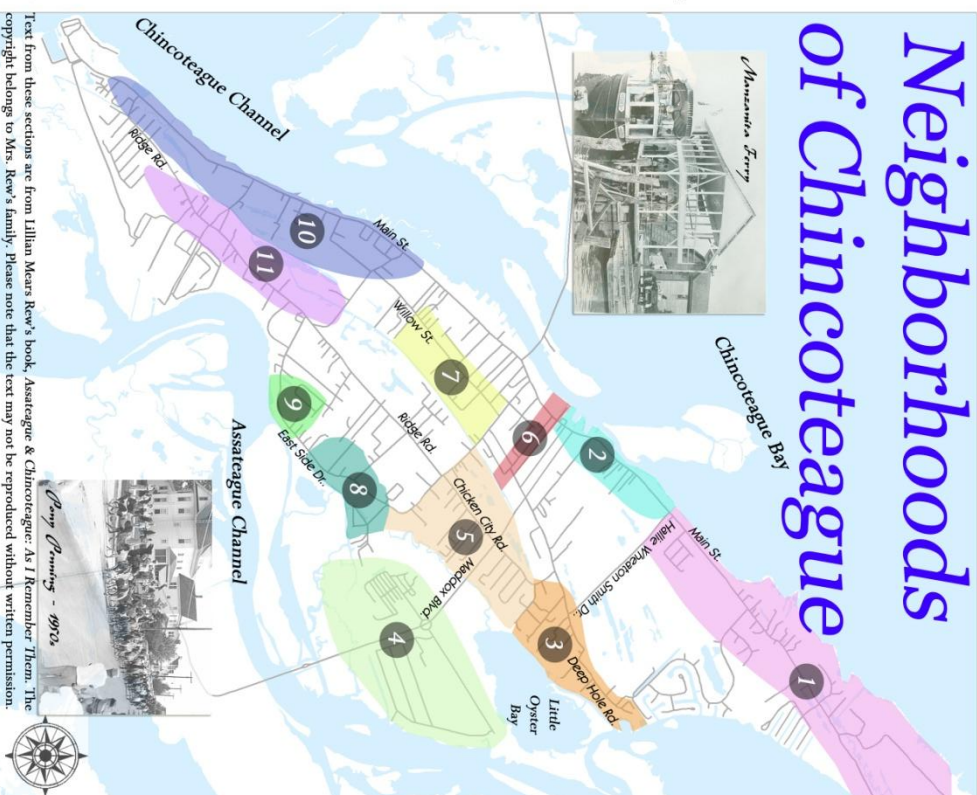 Neighborhoods
of Chincoteague
Manzanita Ferry
Chincoteague Bay
Chincoteague Channel
Main St.
Hallie Wheaton Smith Dr..
Deep Hole Rd.
Little
Oyster
Bay
Main St.
Willow St.
Ridge Rd.
Chicken City Rd.
Maddox Blvd.
Ridge Rd.
East Side Dr..
Assateague Channel
1
2
3
4
5
6
7
8
9
10
11
Pony Penning - 1910s
Text from these sections are from Lillian Mears Rew's book, Assateague & Chincoteague: As I Remember Them. The
copyright belongs to Mrs. Rew's family. Please note that the text may not be reproduced without written permission.